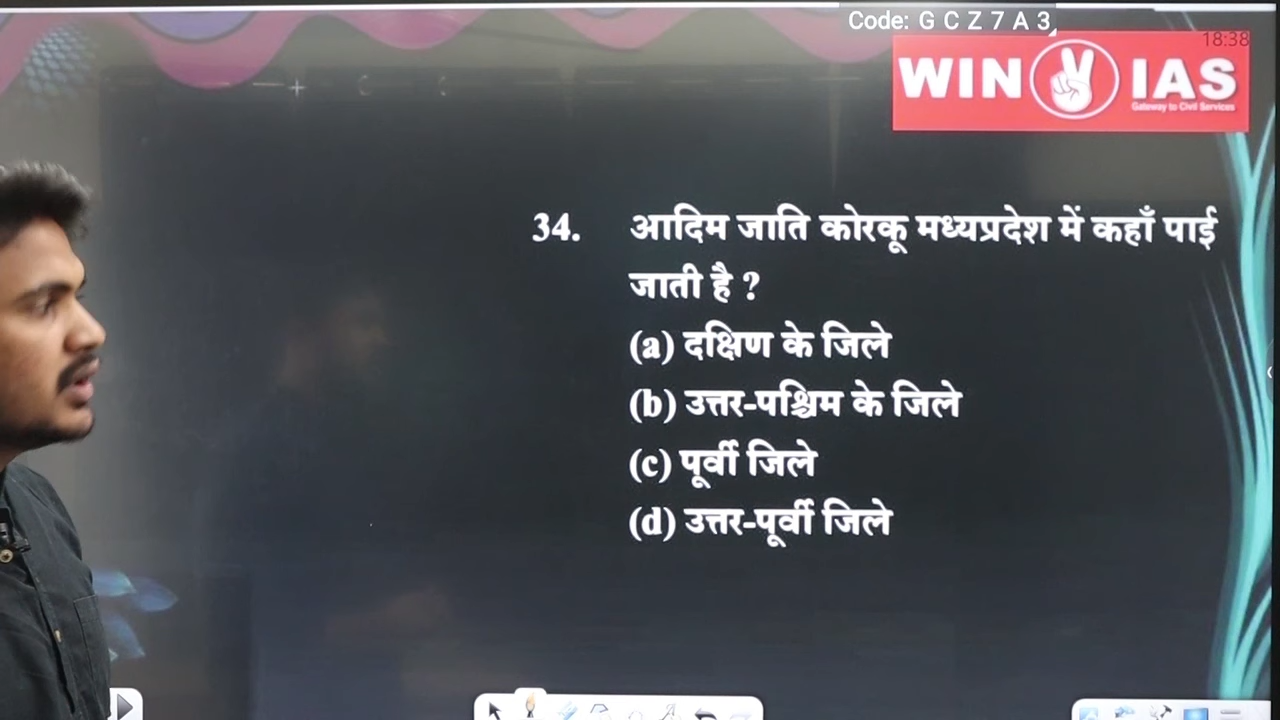 Code: G C Z 7 A 3
18:38
WIN IAS
Gateway to Civil Services
34. आदिम जाति कोरकू मध्यप्रदेश में कहाँ पाई
जाती है ?
(a) दक्षिण के जिले
(b) उत्तर-पश्चिम के जिले
(c) पूर्वी जिले
(d) उत्तर-पूर्वी जिले